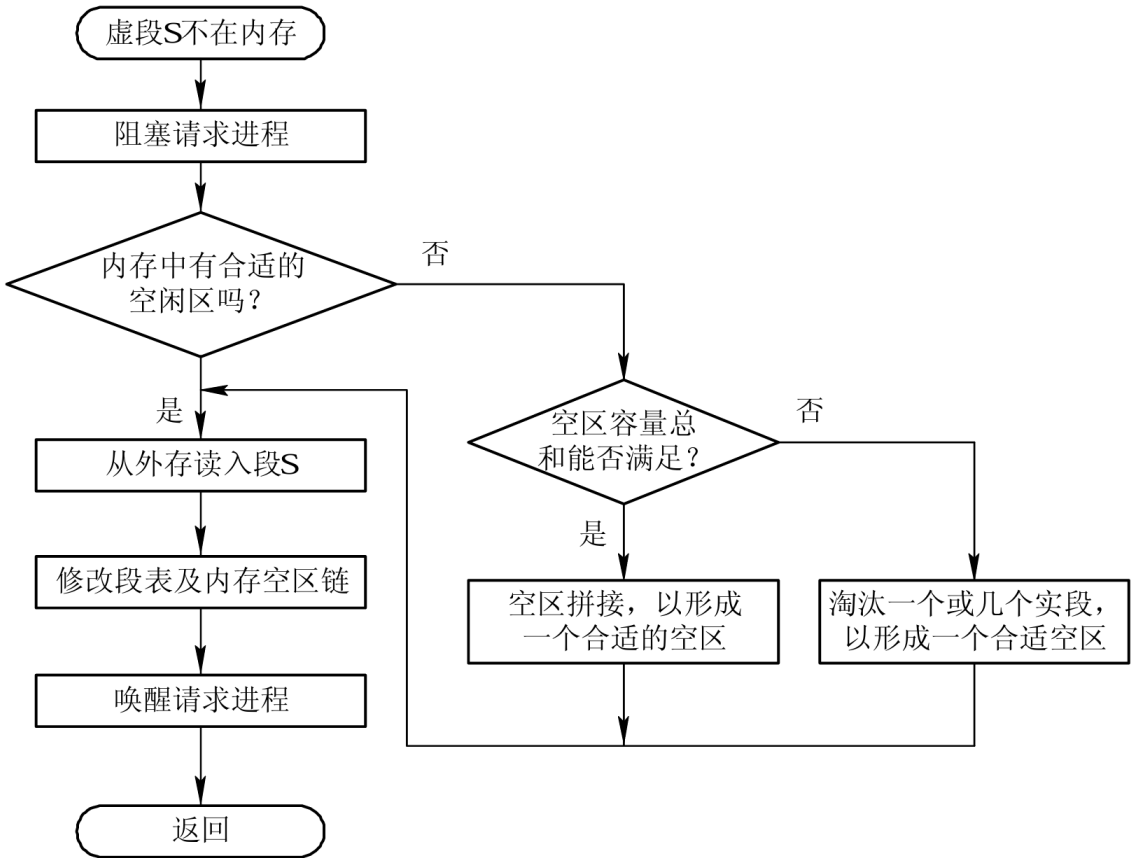 虚段S不在内存
阻塞请求进程
内存中有合适的
空闲区吗？
否
是
从外存读入段S
修改段表及内存空区链
唤醒请求进程
返回
空区容量总
和能否满足？
否
是
空区拼接，以形成
一个合适的空区
淘汰一个或几个实段，
以形成一个合适空区